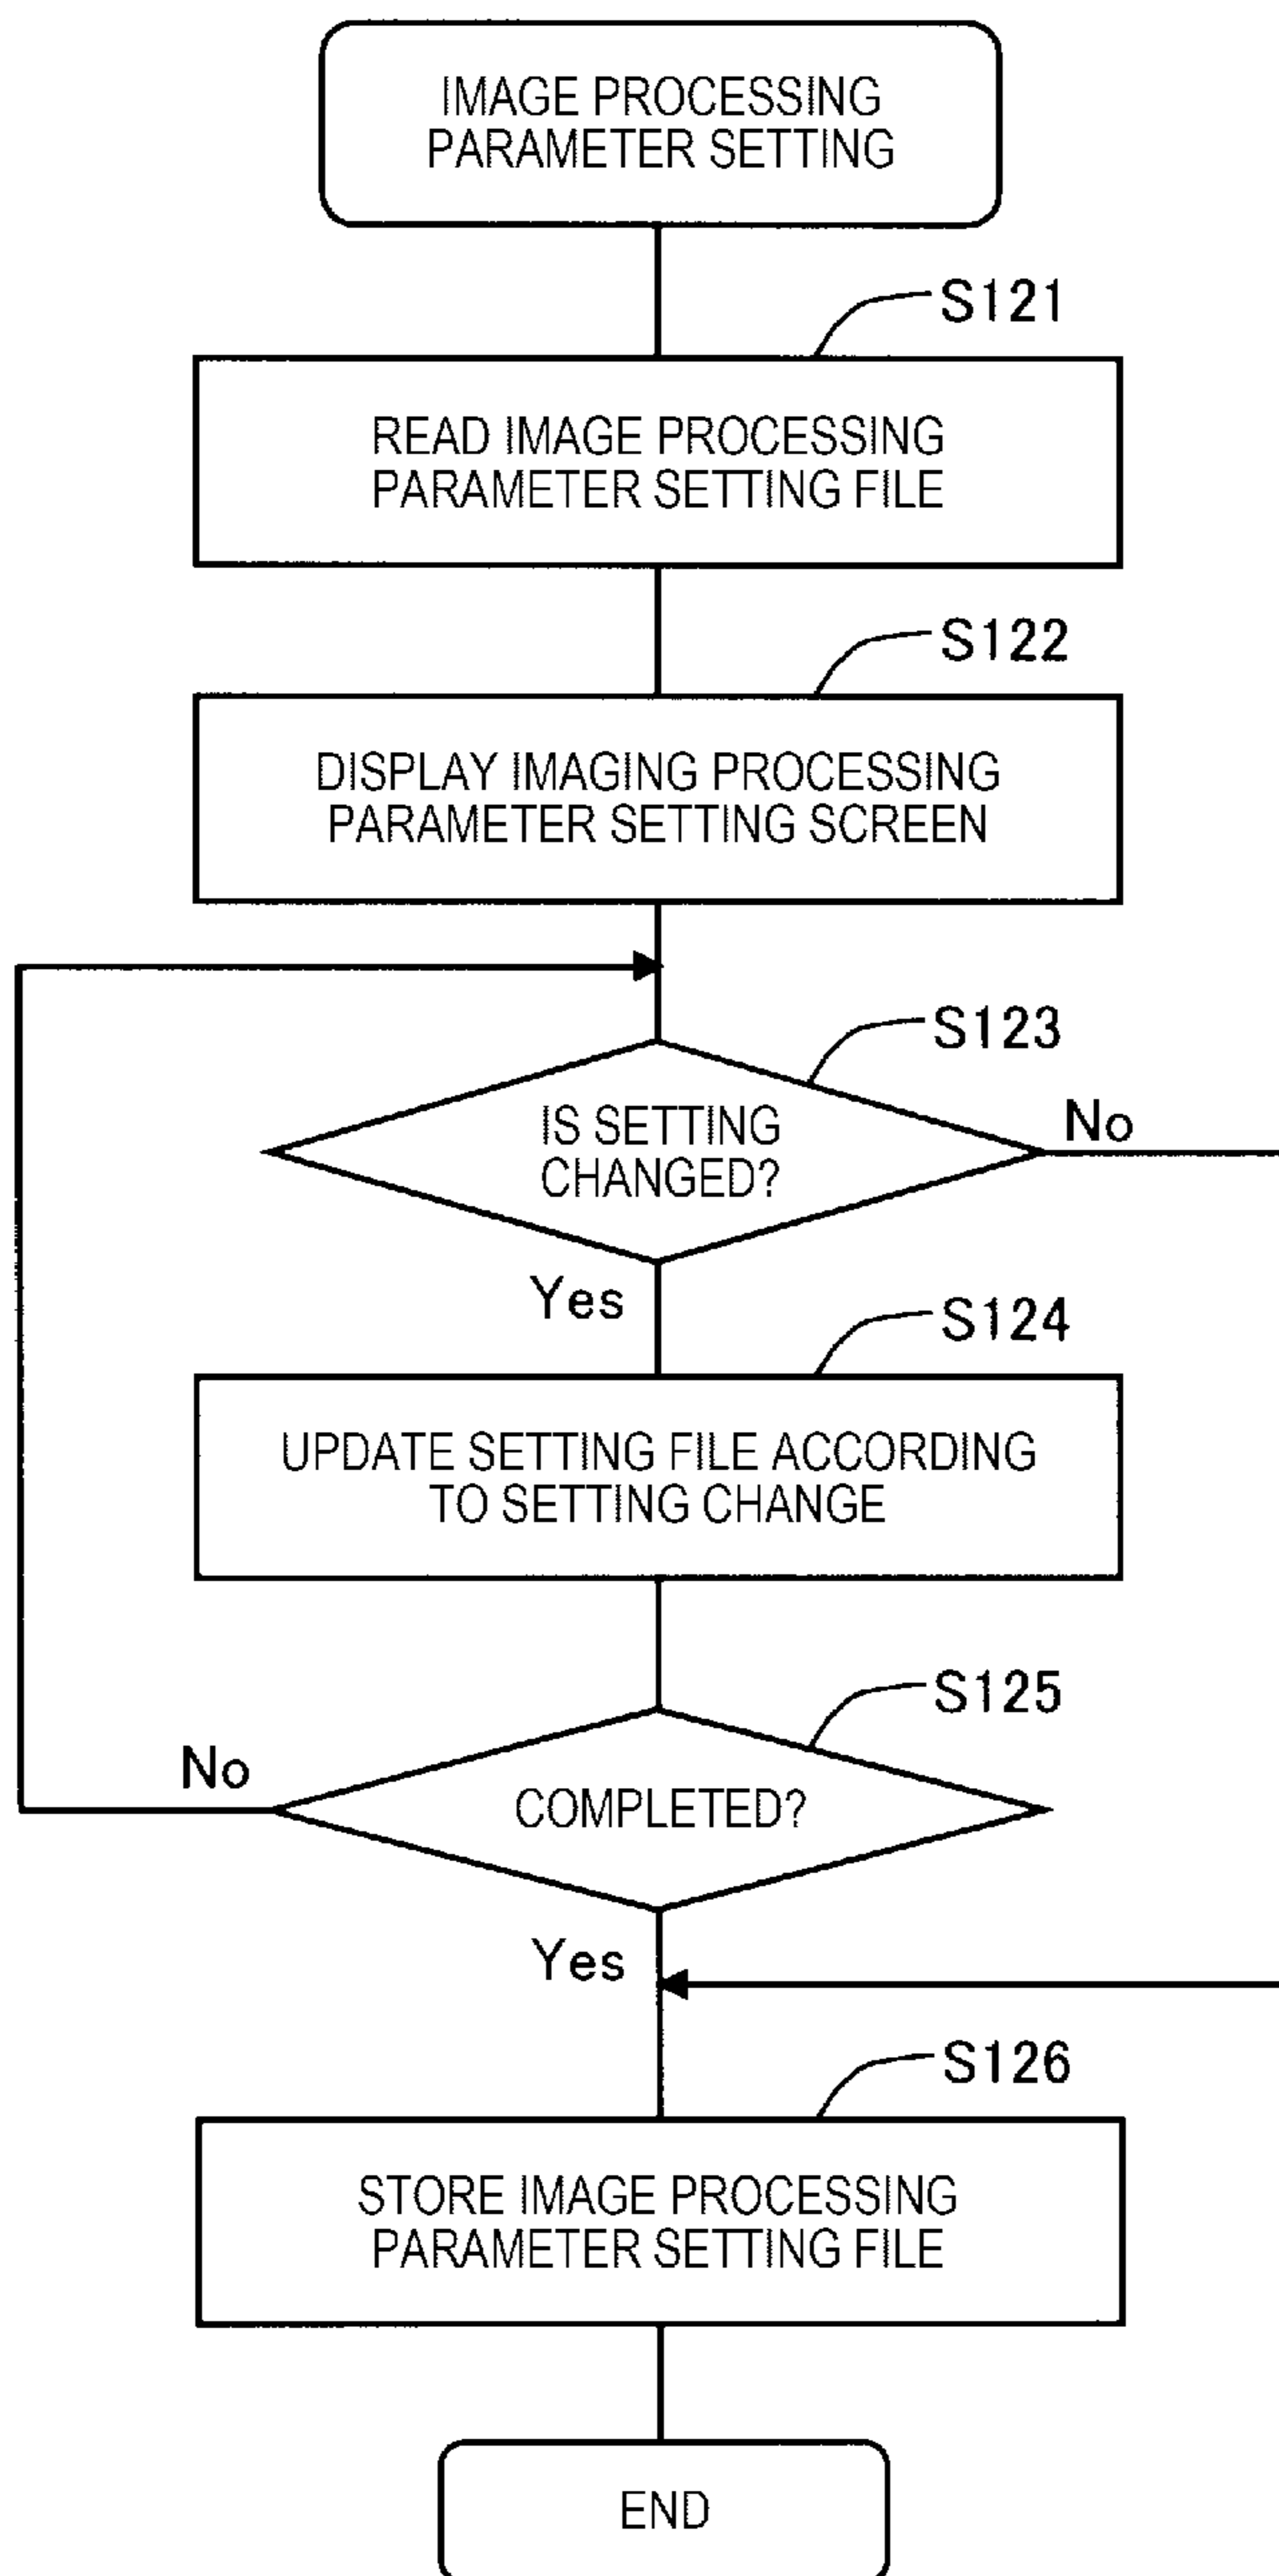 IMAGE PROCESSING
PARAMETER SETTING
S121
READ IMAGE PROCESSING
PARAMETER SETTING FILE
S122
DISPLAY IMAGING PROCESSING
PARAMETER SETTING SCREEN
S123
IS SETTING
CHANGED?
No
Yes
S124
UPDATE SETTING FILE ACCORDING
TO SETTING CHANGE
S125
No
COMPLETED?
Yes
S126
STORE IMAGE PROCESSING
PARAMETER SETTING FILE
END